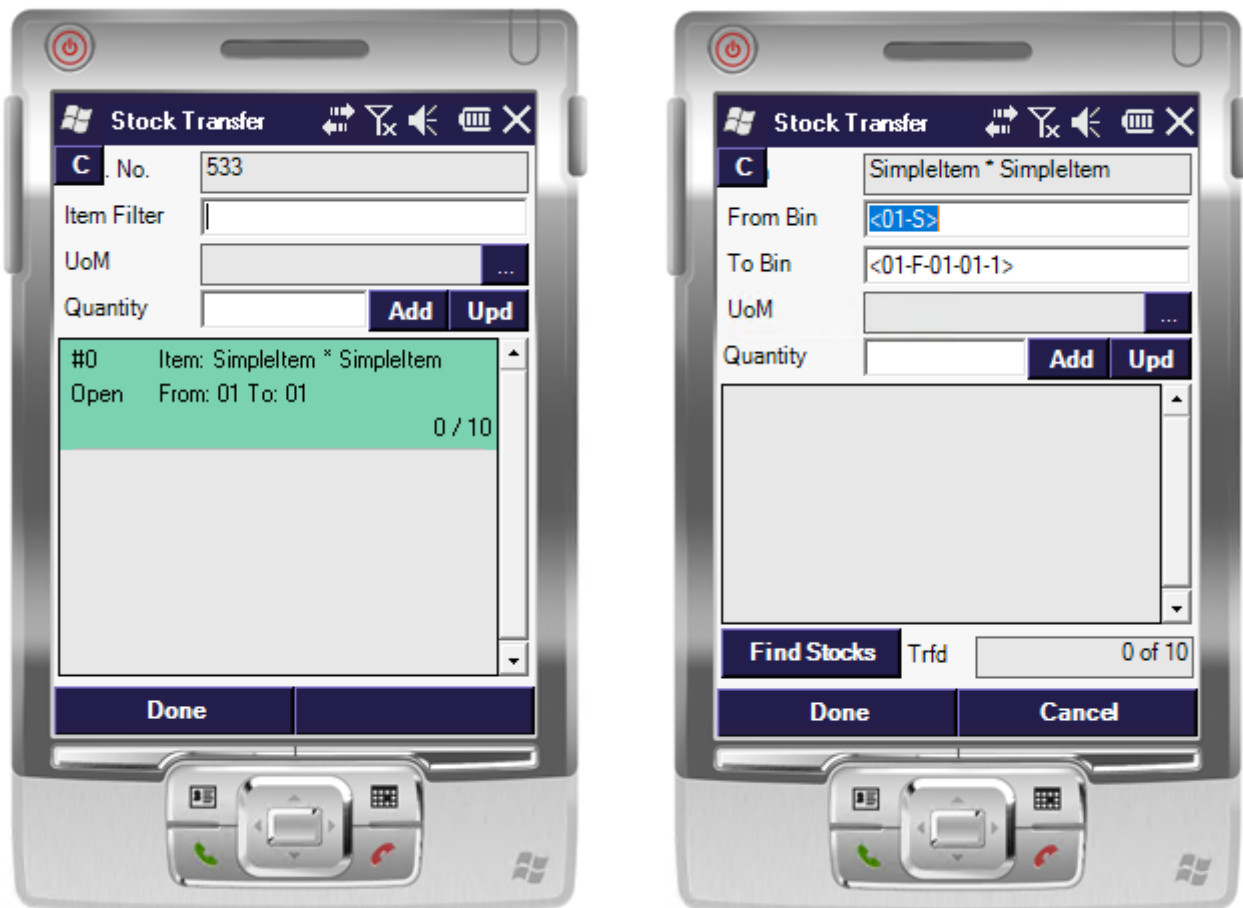 Stock Transfer
C . No. 533
Item Filter
UoM ...
Quantity Add Upd
#0 Item: SimpleItem * SimpleItem
Open From: 01 To: 01
0 / 10
Done
Stock Transfer
C SimpleItem * SimpleItem
From Bin <01-S>
To Bin <01-F-01-01-1>
UoM ...
Quantity Add Upd
Find Stocks Trfd 0 of 10
Done Cancel